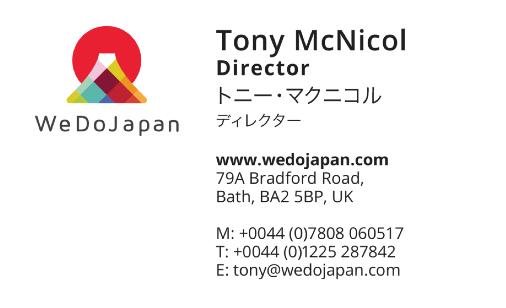 WeDoJapan
Tony McNicol
Director
トニー・マクニコル
ディレクター
www.wedojapan.com
79A Bradford Road,
Bath, BA2 5BP, UK
M: +0044 (0)7808 060517
T: +0044 (0)1225 287842
E: tony@wedojapan.com